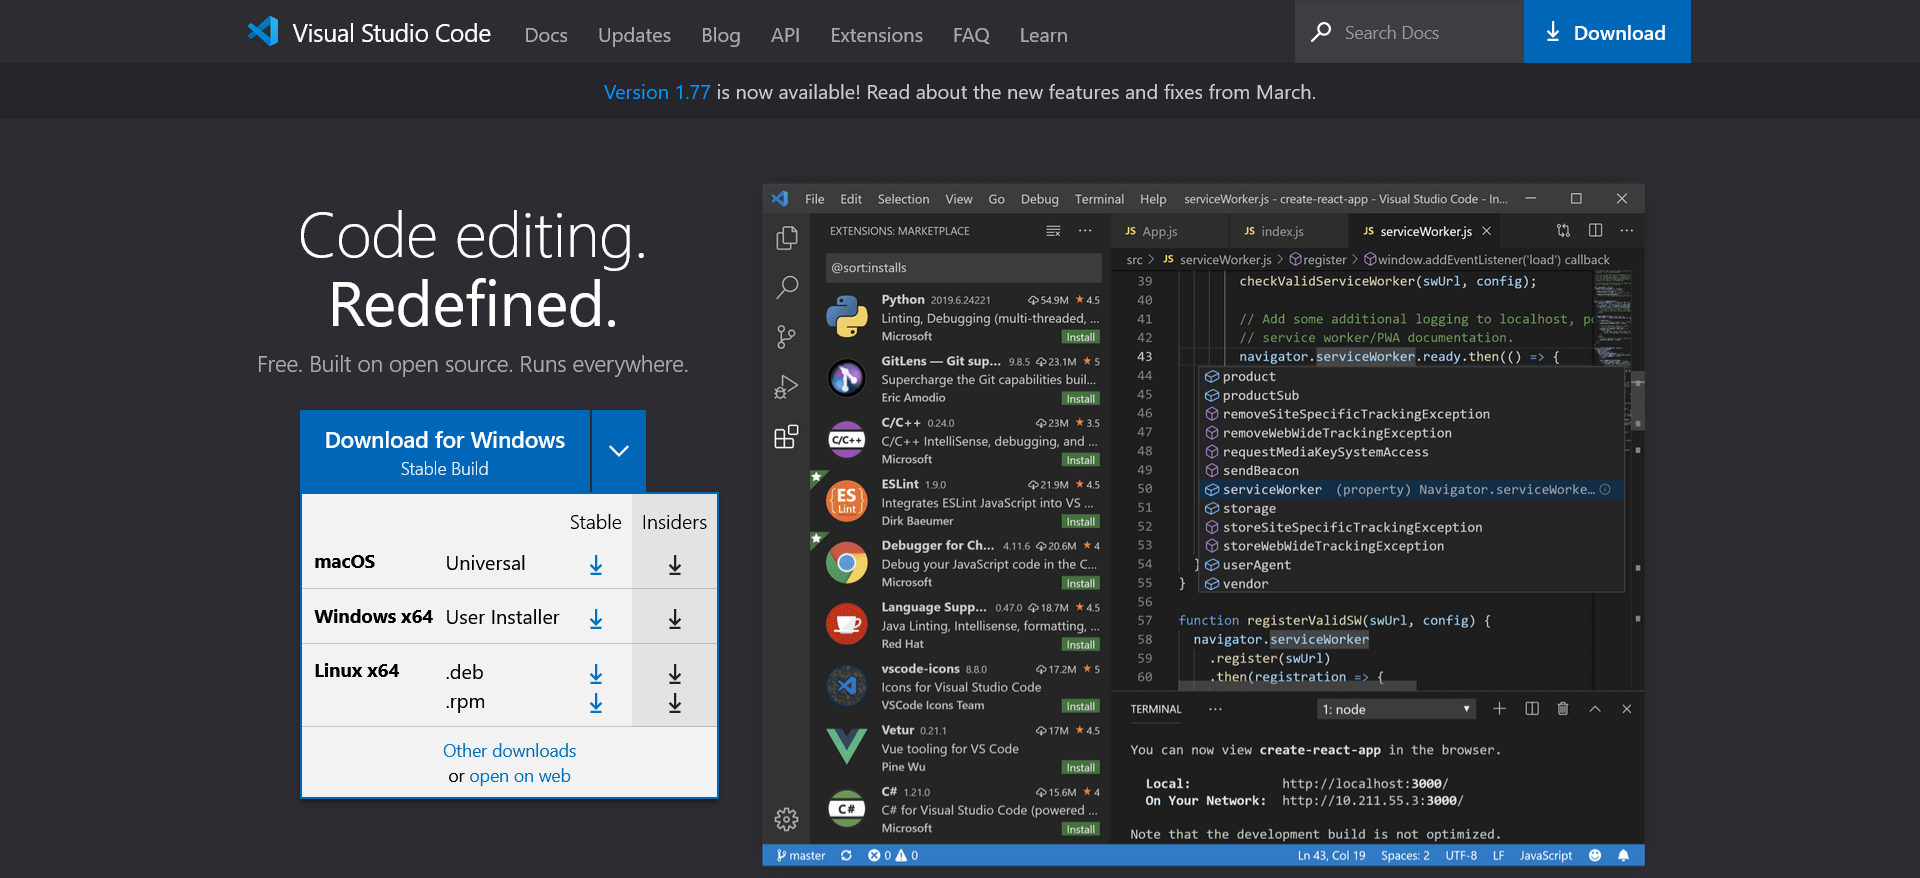 Visual Studio Code Docs Updates Blog API Extensions FAQ Learn Search Docs Download
Version 1.77 is now available! Read about the new features and fixes from March.
Code editing.
Redefined.
Free. Built on open source. Runs everywhere.
Download for Windows
Stable Build
Stable Insiders
macOS Universal
Windows x64 User Installer
Linux x64 .deb
.rpm
Other downloads
or open on web
File Edit Selection View Go Debug Terminal Help serviceWorker.js - create-react-app - Visual Studio Code - In...
EXTENSIONS: MARKETPLACE ...
@sort:installs
Python 2019.6.24221 54.9M 4.5
Linting, Debugging (multi-threaded, ...
Microsoft Install
GitLens — Git sup... 9.8.5 23.1M 5
Supercharge the Git capabilities buil...
Eric Amodio Install
C/C++
C/C++ 0.24.0 23M 3.5
C/C++ IntelliSense, debugging, and ...
Microsoft Install
ES
Lint
ESLint 1.9.0 21.9M 4.5
Integrates ESLint JavaScript into VS ...
Dirk Baeumer Install
Debugger for Ch... 4.11.6 20.6M 4
Debug your JavaScript code in the C...
Microsoft Install
Language Supp... 0.47.0 18.7M 4.5
Java Linting, Intellisense, formatting, ...
Red Hat Install
vscode-icons 8.8.0 17.2M 5
Icons for Visual Studio Code
VSCode Icons Team Install
Vetur 0.21.1 17M 4.5
Vue tooling for VS Code
Pine Wu Install
C#
C# 1.21.0 15.6M 4
C# for Visual Studio Code (powered ...
Microsoft Install
JS App.js JS index.js JS serviceWorker.js
src > JS serviceWorker.js > register > window.addEventListener('load') callback
39 checkValidServiceWorker(swUrl, config);
40
41 // Add some additional logging to localhost, po
42 // service worker/PWA documentation.
43 navigator.serviceWorker.ready.then(() => {
44 product
45 productSub
46 removeSiteSpecificTrackingException
47 removeWebWideTrackingException
48 requestMediaKeySystemAccess
49 sendBeacon
50 serviceWorker (property) Navigator.serviceWorke...
51 storage
52 storeSiteSpecificTrackingException
53 storeWebWideTrackingException
54 } userAgent
55 } vendor
56
57 function registerValidSW(swUrl, config) {
58 navigator.serviceWorker
59 .register(swUrl)
60 .then(registration => {
TERMINAL ... 1: node
You can now view create-react-app in the browser.
Local: http://localhost:3000/
On Your Network: http://10.211.55.3:3000/
Note that the development build is not optimized.
master 0 0 Ln 43, Col 19 Spaces: 2 UTF-8 LF JavaScript